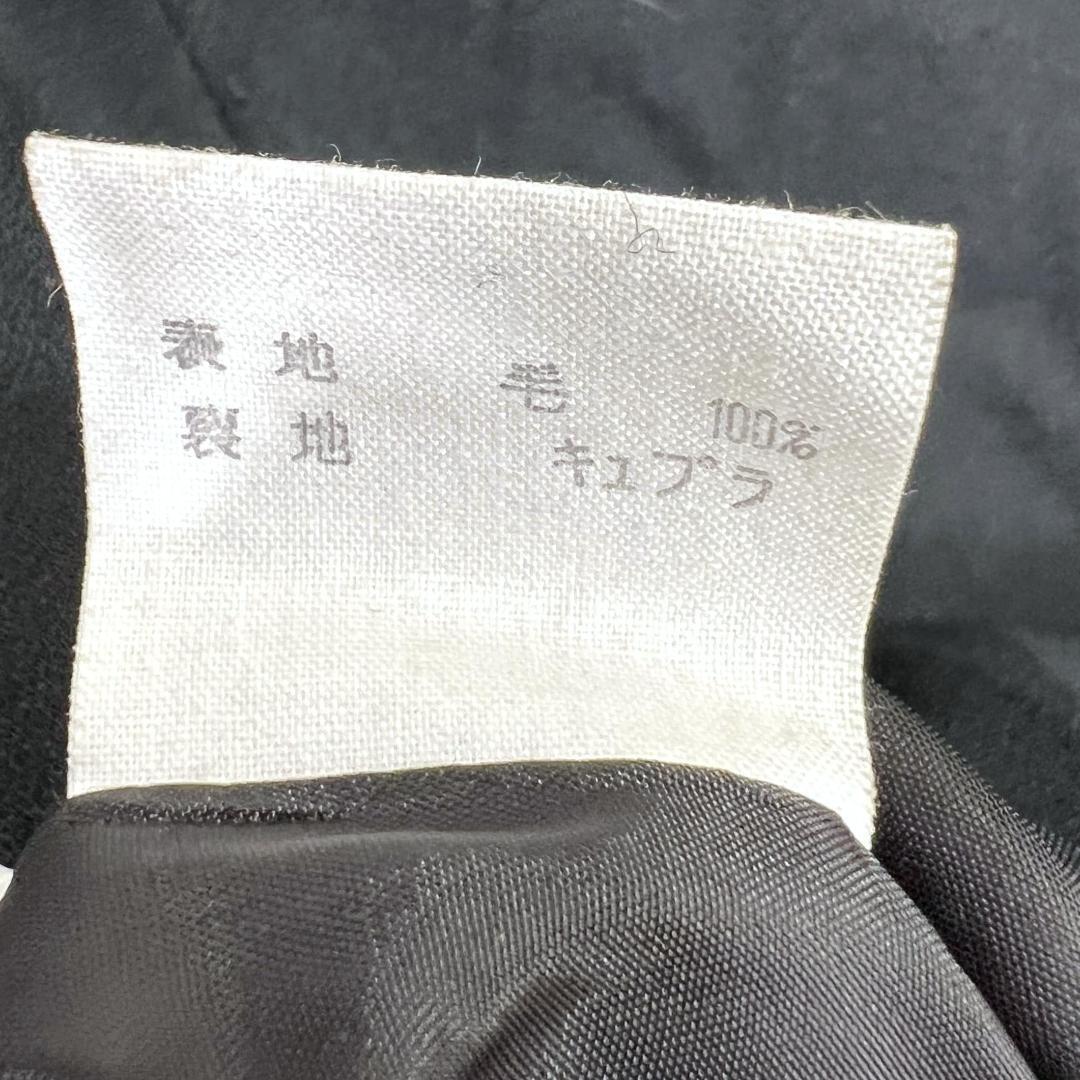 表地 毛 100%
裏地 キュプラ